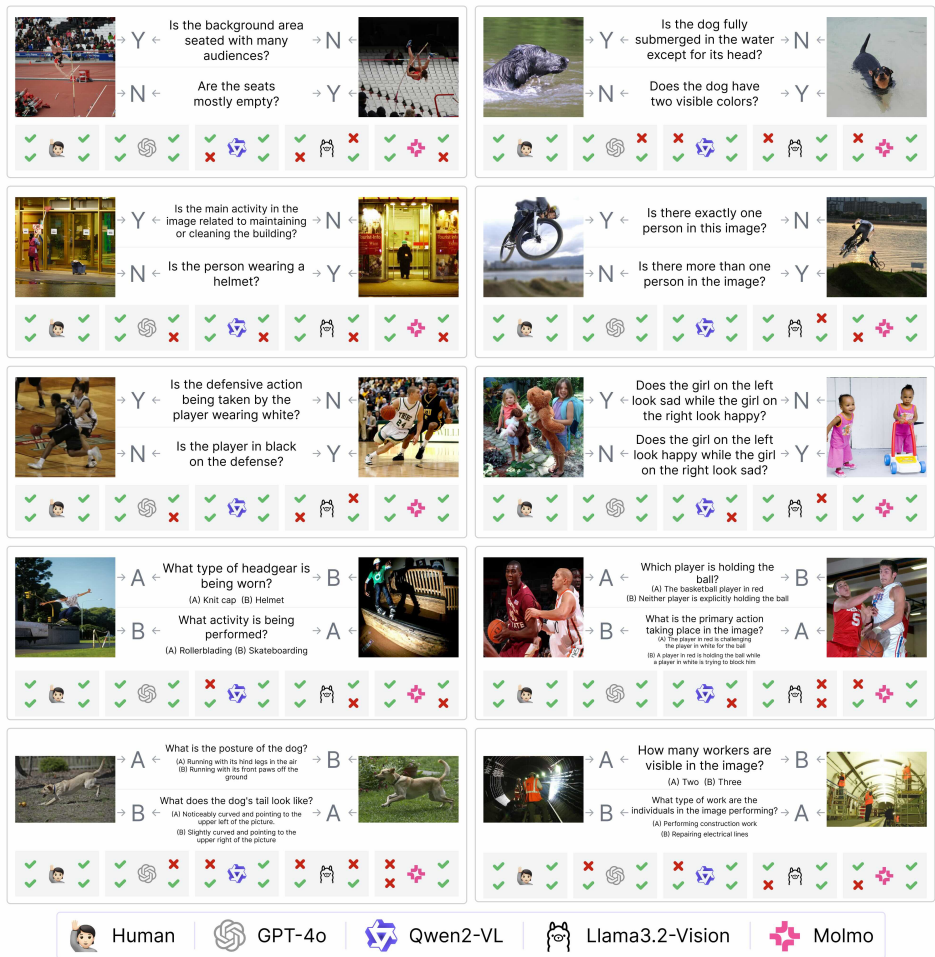 Is the background area
seated with many
audiences?
Y
N
Are the seats
mostly empty?
N
Y
Is the dog fully
submerged in the water
except for its head?
Y
N
Does the dog have
two visible colors?
N
Y
Is the main activity in the
image related to maintaining
or cleaning the building?
Y
N
Is the person wearing a
helmet?
N
Y
Is there exactly one
person in this image?
Y
N
Is there more than one
person in the image?
N
Y
Is the defensive action
being taken by the
player wearing white?
Y
N
Is the player in black
on the defense?
N
Y
Does the girl on the left
look sad while the girl on
the right look happy?
Y
N
Does the girl on the left
look happy while the girl
on the right look sad?
N
Y
What type of headgear is
being worn?
(A) Knit cap (B) Helmet
A
B
What activity is being
performed?
(A) Rollerblading (B) Skateboarding
B
A
Which player is holding the
ball?
(A) The basketball player in red
(B) Neither player is explicitly holding the ball
A
B
What is the primary action
taking place in the image?
(A) The player in red is challenging
the player in white for the ball
(B) A player in red is holding the ball while
a player in white is trying to block him
B
A
What is the posture of the dog?
(A) Running with its hind legs in the air
(B) Running with its front paws off the
ground
A
B
What does the dog's tail look like?
(A) Noticeably curved and pointing to the
upper left of the picture.
(B) Slightly curved and pointing to the
upper right of the picture
B
A
How many workers are
visible in the image?
(A) Two (B) Three
A
B
What type of work are the
individuals in the image performing?
(A) Performing construction work
(B) Repairing electrical lines
B
A
Human
GPT-4o
Qwen2-VL
Llama3.2-Vision
Molmo